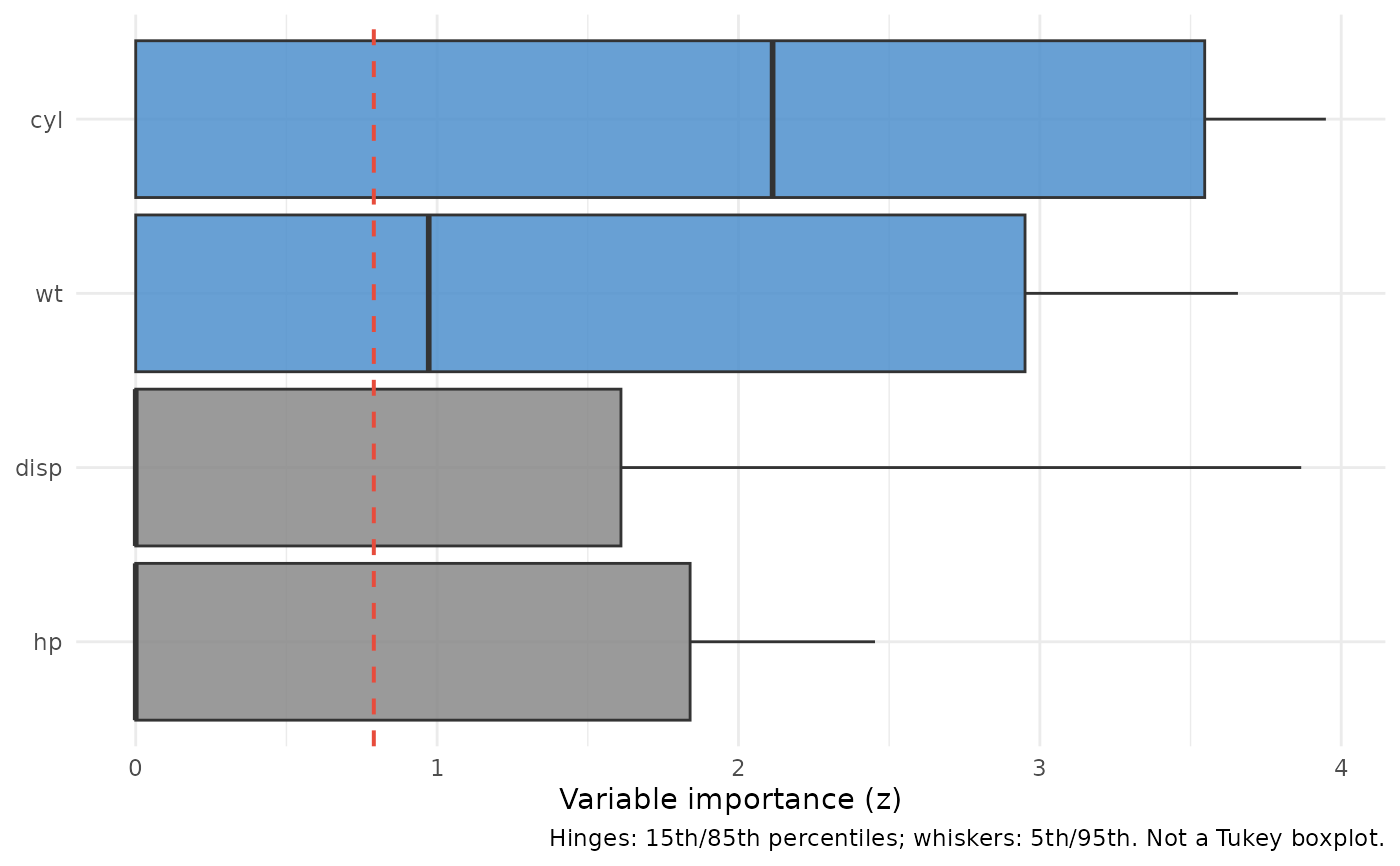 cyl
wt
disp
hp
0 1 2 3 4
Variable importance (z)
Hinges: 15th/85th percentiles; whiskers: 5th/95th. Not a Tukey boxplot.